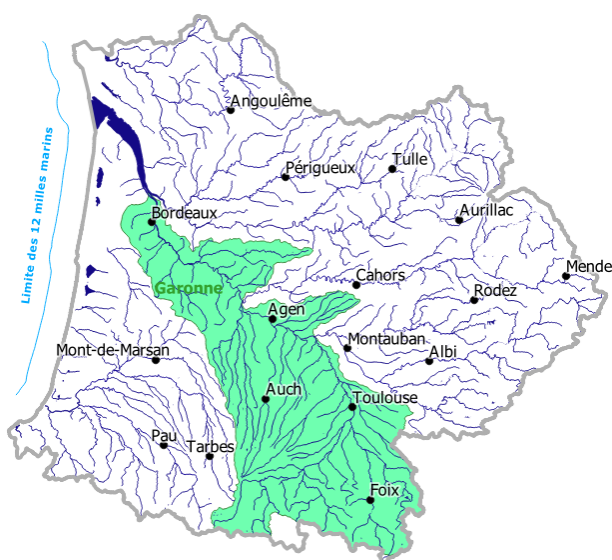 Angoulême
Limite des 12 milles marins
Périgueux
Tulle
Bordeaux
Aurillac
Mende
Cahors
Garonne
Rodez
Agen
Mont-de-Marsan
Montauban
Albi
Auch
Toulouse
Pau
Tarbes
Foix